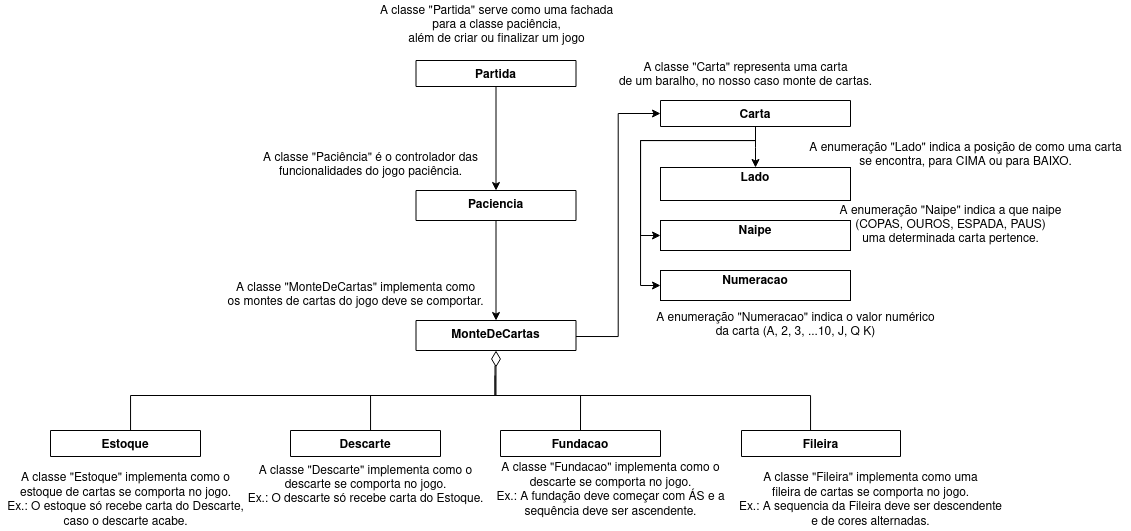 A classe "Partida" serve como uma fachada
para a classe paciência,
além de criar ou finalizar um jogo
Partida
A classe "Carta" representa uma carta
de um baralho, no nosso caso monte de cartas.
Carta
A enumeração "Lado" indica a posição de como uma carta
se encontra, para CIMA ou para BAIXO.
Lado
A classe "Paciência" é o controlador das
funcionalidades do jogo paciência.
Paciencia
A enumeração "Naipe" indica a que naipe
(COPAS, OUROS, ESPADA, PAUS)
uma determinada carta pertence.
Naipe
Numeracao
A enumeração "Numeracao" indica o valor numérico
da carta (A, 2, 3, ...10, J, Q K)
A classe "MonteDeCartas" implementa como
os montes de cartas do jogo deve se comportar.
MonteDeCartas
Estoque
Descarte
Fundacao
Fileira
A classe "Estoque" implementa como o
estoque de cartas se comporta no jogo.
Ex.: O estoque só recebe carta do Descarte,
caso o descarte acabe.
A classe "Descarte" implementa como o
descarte se comporta no jogo.
Ex.: O descarte só recebe carta do Estoque.
A classe "Fundacao" implementa como o
descarte se comporta no jogo.
Ex.: A fundação deve começar com ÁS e a
sequência deve ser ascendente.
A classe "Fileira" implementa como uma
fileira de cartas se comporta no jogo.
Ex.: A sequencia da Fileira deve ser descendente
e de cores alternadas.